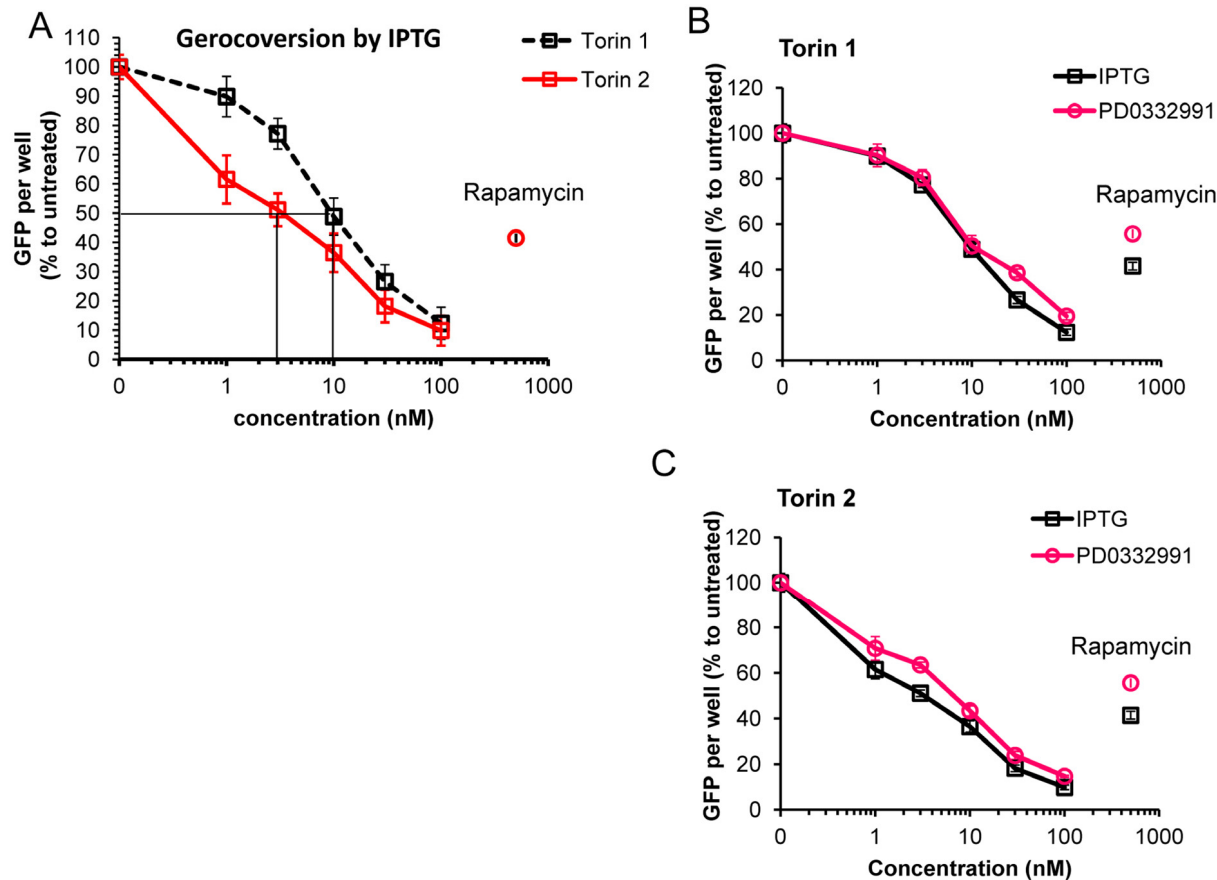 A
Gerocoversion by IPTG
Torin 1
Torin 2
GFP per well
(% to untreated)
110
100
90
80
70
60
50
40
30
20
10
0
Rapamycin
0 1 10 100 1000
concentration (nM)
B
Torin 1
IPTG
PD0332991
GFP per well (% to untreated)
120
100
80
60
40
20
0
Rapamycin
0 1 10 100 1000
Concentration (nM)
C
Torin 2
IPTG
PD0332991
GFP per well (% to untreated)
120
100
80
60
40
20
0
Rapamycin
0 1 10 100 1000
Concentration (nM)